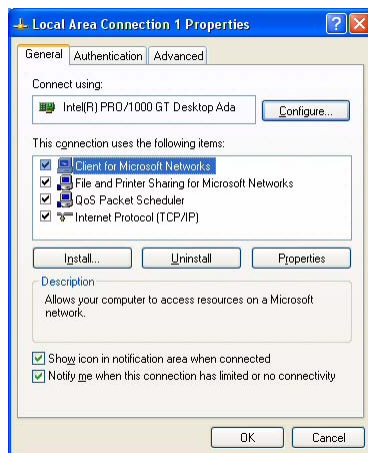 Local Area Connection 1 Properties
General Authentication Advanced
Connect using:
Intel(R) PRO/1000 GT Desktop Ada Configure...
This connection uses the following items:
Client for Microsoft Networks
File and Printer Sharing for Microsoft Networks
QoS Packet Scheduler
Internet Protocol (TCP/IP)
Install... Uninstall Properties
Description
Allows your computer to access resources on a Microsoft
network.
Show icon in notification area when connected
Notify me when this connection has limited or no connectivity
OK Cancel